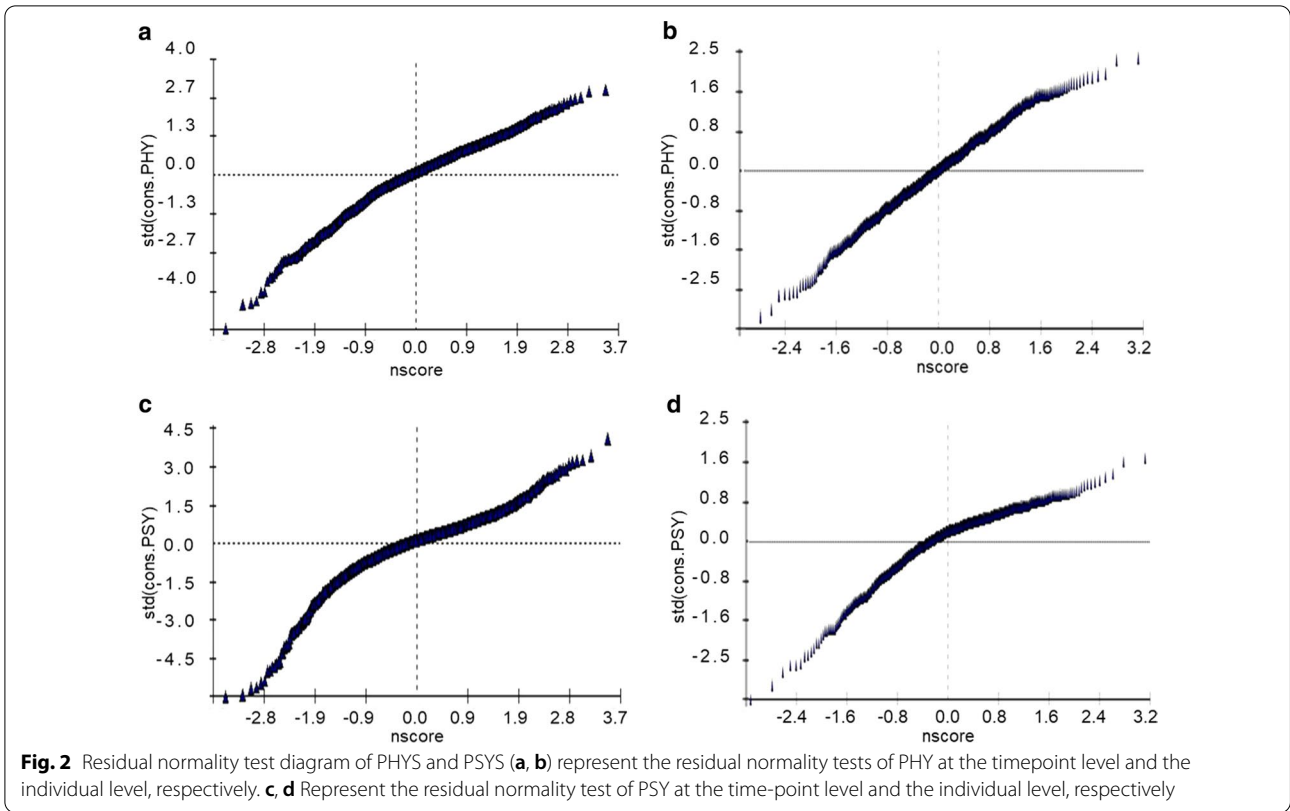 a
4.0
2.7
1.3
0.0
-1.3
-2.7
-4.0
std(cons.PHY)
-2.8 -1.9 -0.9 0.0 0.9 1.9 2.8 3.7
nscore
b
2.5
1.6
0.8
0.0
-0.8
-1.6
-2.5
std(cons.PHY)
-2.4 -1.6 -0.8 0.0 0.8 1.6 2.4 3.2
nscore
c
4.5
3.0
1.5
0.0
-1.5
-3.0
-4.5
std(cons.PSY)
-2.8 -1.9 -0.9 0.0 0.9 1.9 2.8 3.7
nscore
d
2.5
1.6
0.8
0.0
-0.8
-1.6
-2.5
std(cons.PSY)
-2.4 -1.6 -0.8 0.0 0.8 1.6 2.4 3.2
nscore
Fig. 2 Residual normality test diagram of PHYS and PSYS (a, b) represent the residual normality tests of PHY at the timepoint level and the
individual level, respectively. c, d Represent the residual normality test of PSY at the time-point level and the individual level, respectively